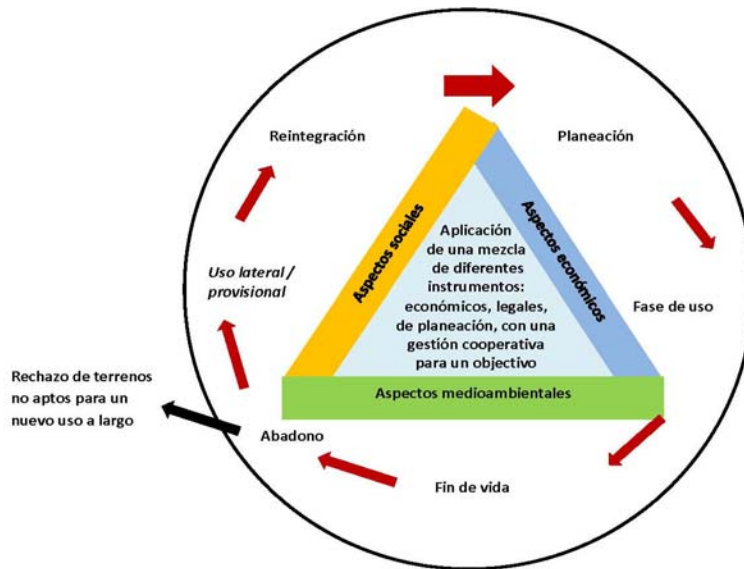 Reintegración
Planeación
Aspectos sociales
Aspectos económicos
Aplicación
de una mezcla
de diferentes
instrumentos:
económicos, legales,
de planeación, con una
gestión cooperativa
para un objectivo
Uso lateral /
provisional
Fase de uso
Rechazo de terrenos
no aptos para un
nuevo uso a largo
Aspectos medioambientales
Abadono
Fin de vida